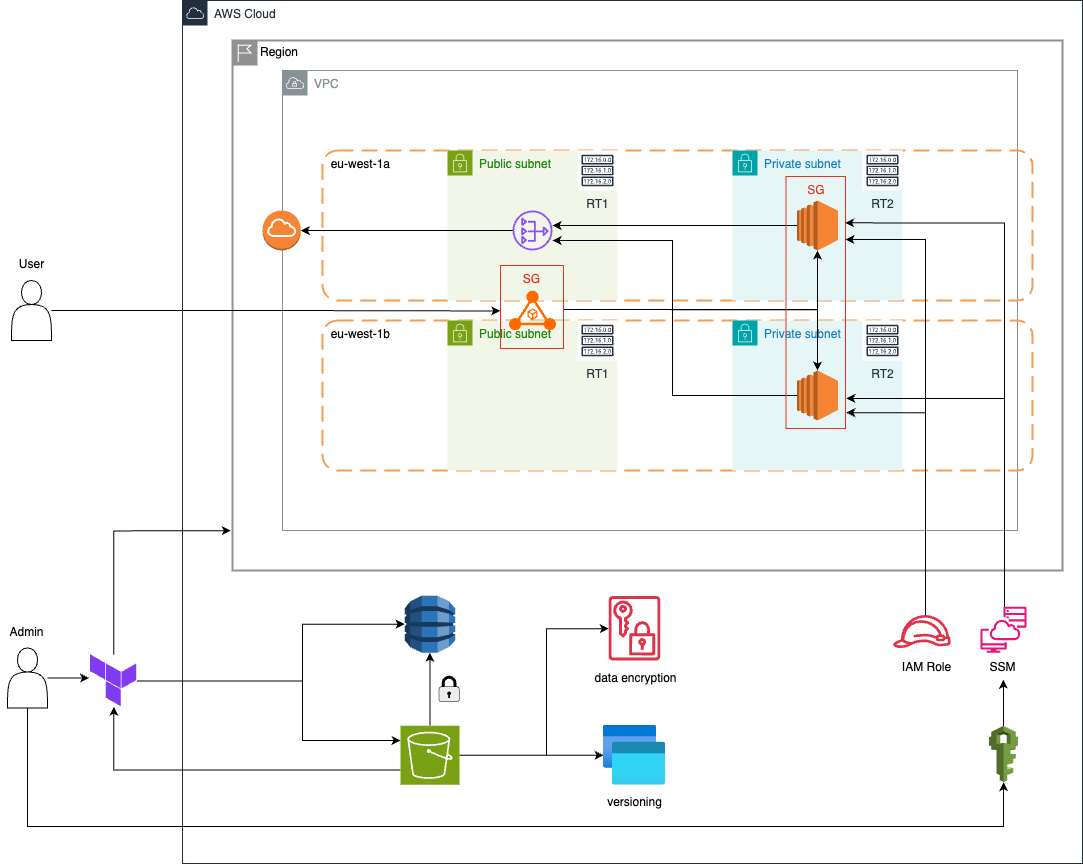 AWS Cloud
Region
VPC
eu-west-1a
Public subnet
172.16.0.0
172.16.1.0
172.16.2.0
RT1
Private subnet
172.16.0.0
172.16.1.0
172.16.2.0
RT2
SG
User
SG
eu-west-1b
Public subnet
172.16.0.0
172.16.1.0
172.16.2.0
RT1
Private subnet
172.16.0.0
172.16.1.0
172.16.2.0
RT2
Admin
data encryption
IAM Role
SSM
versioning